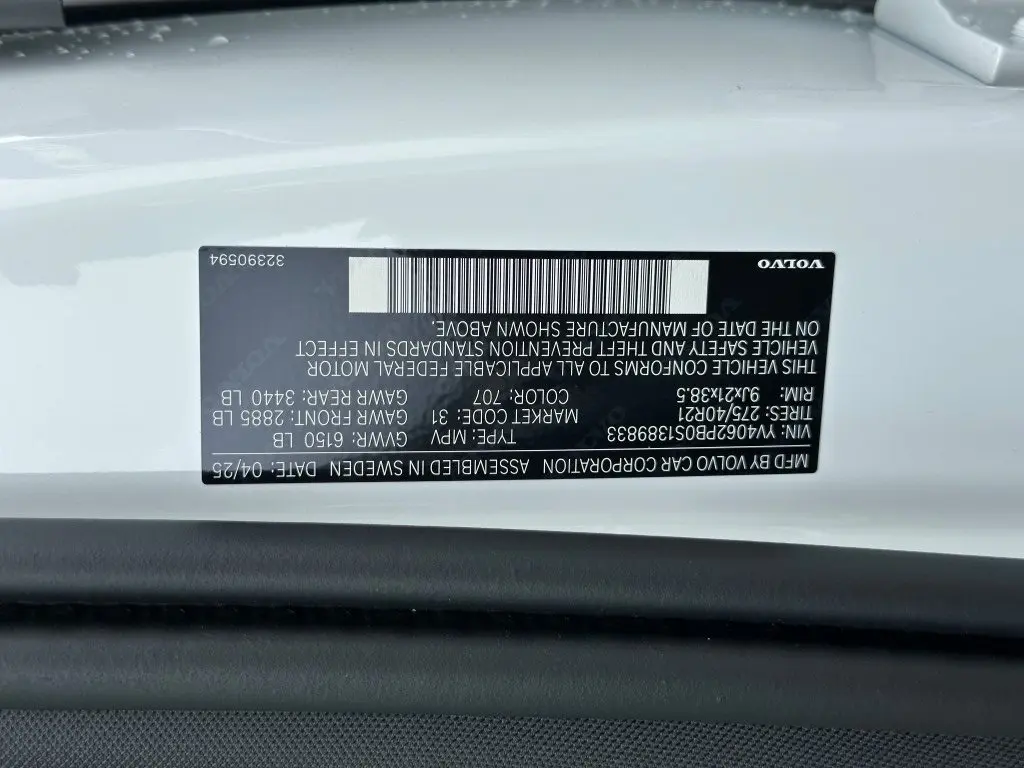 MFD BY VOLVO CAR CORPORATION ASSEMBLED IN SWEDEN DATE: 04/25
VIN: YV4062PB0S1389833 TYPE: MPV GVWR: 6150 LB
TIRES: 275/40R21 MARKET CODE: 31 GAWR FRONT: 2885 LB
RIM: 9Jx21x38.5 COLOR: 707 GAWR REAR: 3440 LB
THIS VEHICLE CONFORMS TO ALL APPLICABLE FEDERAL MOTOR
VEHICLE SAFETY AND THEFT PREVENTION STANDARDS IN EFFECT
ON THE DATE OF MANUFACTURE SHOWN ABOVE.
VOLVO 32390594